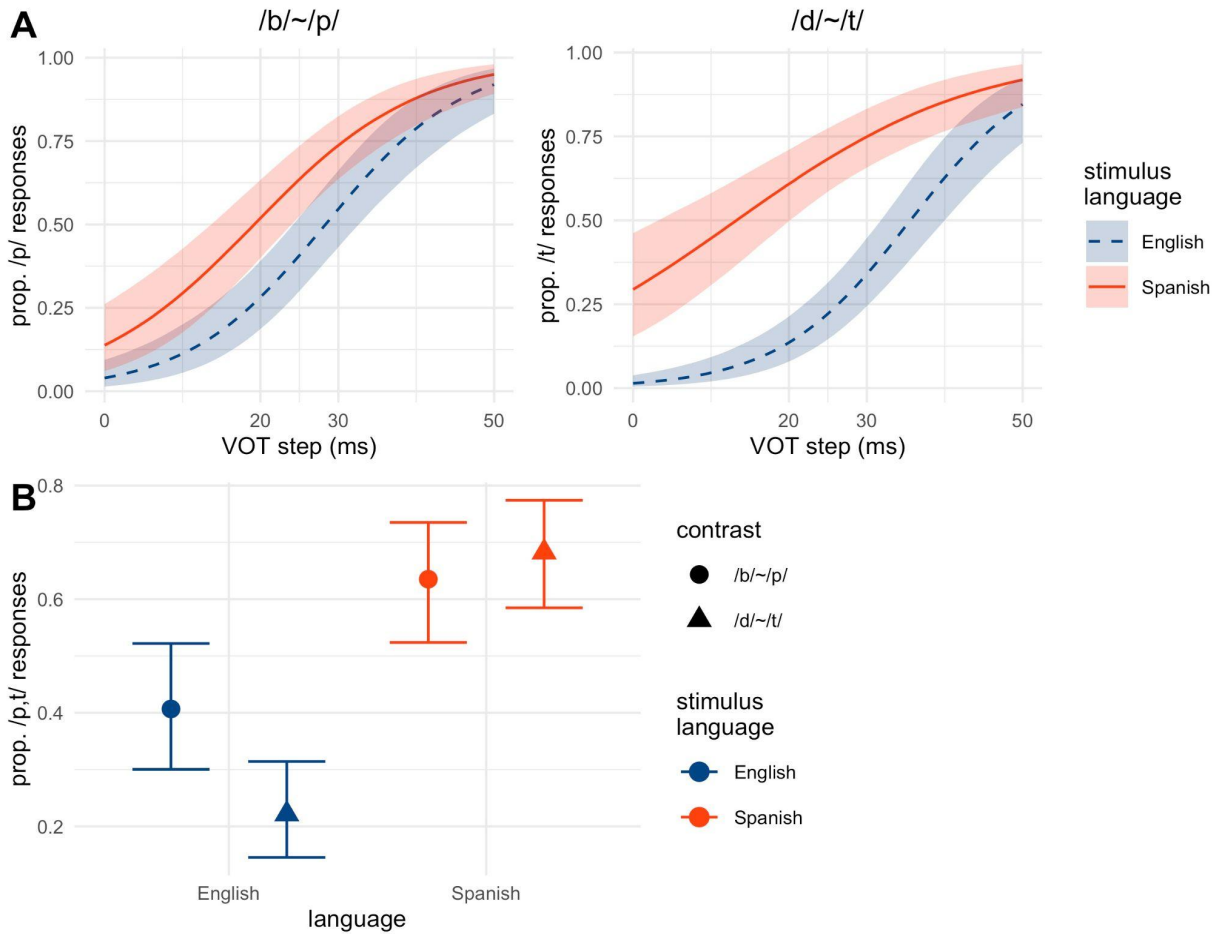 A
/b/~/p/
/d/~/t/
1.00
0.75
0.50
0.25
0.00
prop. /p/ responses
0
20
30
50
VOT step (ms)
1.00
0.75
0.50
0.25
0.00
prop. /t/ responses
0
20
30
50
VOT step (ms)
stimulus
language
English
Spanish
B
0.8
0.6
0.4
0.2
prop. /p,t/ responses
English
Spanish
language
contrast
/b/~/p/
/d/~/t/
stimulus
language
English
Spanish